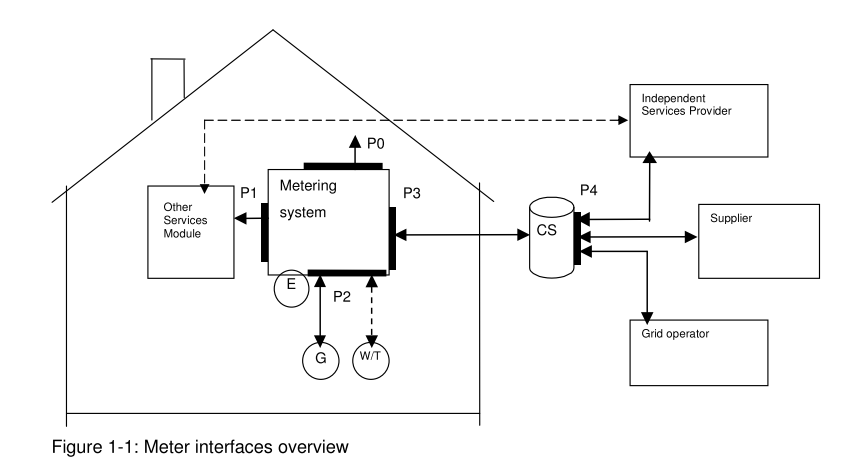 Independent
Services Provider
P0
P1
Metering
system
P3
P4
Other
Services
Module
CS
Supplier
E
P2
G
W/T
Grid operator
Figure 1-1: Meter interfaces overview